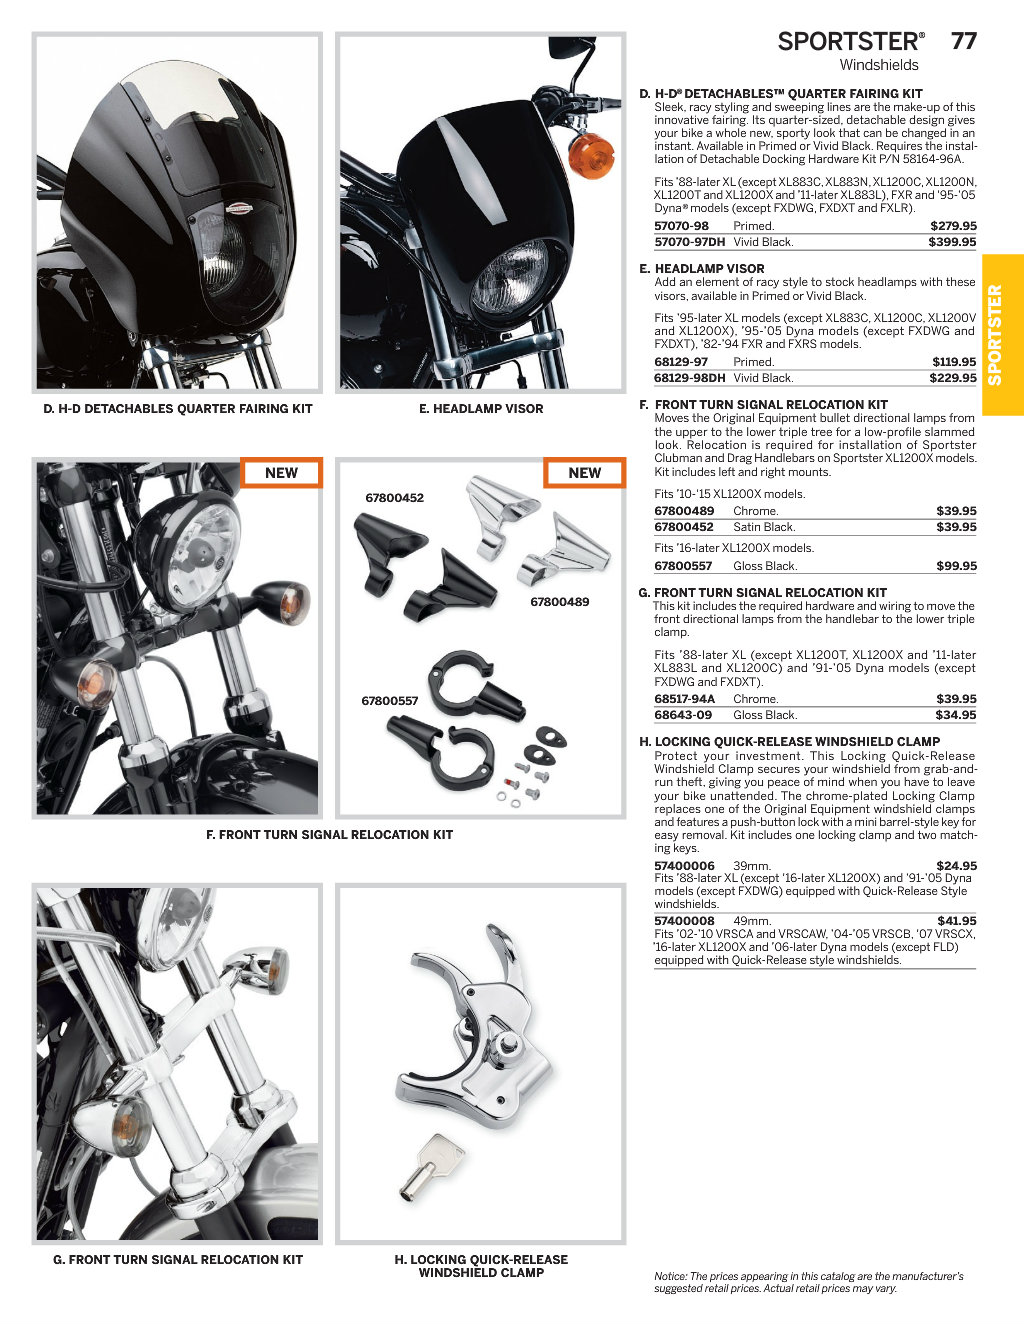 SPORTSTER® 77
Windshields
D. H-D® DETACHABLES™ QUARTER FAIRING KIT
Sleek, racy styling and sweeping lines are the make-up of this
innovative fairing. Its quarter-sized, detachable design gives
your bike a whole new, sporty look that can be changed in an
instant. Available in Primed or Vivid Black. Requires the instal-
lation of Detachable Docking Hardware Kit P/N 58164-96A.
Fits '88-later XL (except XL883C, XL883N, XL1200C, XL1200N,
XL1200T and XL1200X and '11-later XL883L), FXR and '95-'05
Dyna® models (except FXDWG, FXDXT and FXLR).
57070-98 Primed. $279.95
57070-97DH Vivid Black. $399.95
E. HEADLAMP VISOR
Add an element of racy style to stock headlamps with these
visors, available in Primed or Vivid Black.
Fits '95-later XL models (except XL883C, XL1200C, XL1200V
and XL1200X), '95-'05 Dyna models (except FXDWG and
FXDXT), '82-'94 FXR and FXRS models.
68129-97 Primed. $119.95
68129-98DH Vivid Black. $229.95
SPORTSTER
F. FRONT TURN SIGNAL RELOCATION KIT
Moves the Original Equipment bullet directional lamps from
the upper to the lower triple tree for a low-profile slammed
look. Relocation is required for installation of Sportster
Clubman and Drag Handlebars on Sportster XL1200X models.
Kit includes left and right mounts.
Fits '10-'15 XL1200X models.
67800489 Chrome. $39.95
67800452 Satin Black. $39.95
Fits '16-later XL1200X models.
67800557 Gloss Black. $99.95
G. FRONT TURN SIGNAL RELOCATION KIT
This kit includes the required hardware and wiring to move the
front directional lamps from the handlebar to the lower triple
clamp.
Fits '88-later XL (except XL1200T, XL1200X and '11-later
XL883L and XL1200C) and '91-'05 Dyna models (except
FXDWG and FXDXT).
68517-94A Chrome. $39.95
68643-09 Gloss Black. $34.95
H. LOCKING QUICK-RELEASE WINDSHIELD CLAMP
Protect your investment. This Locking Quick-Release
Windshield Clamp secures your windshield from grab-and-
run theft, giving you peace of mind when you have to leave
your bike unattended. The chrome-plated Locking Clamp
replaces one of the Original Equipment windshield clamps
and features a push-button lock with a mini barrel-style key for
easy removal. Kit includes one locking clamp and two match-
ing keys.
57400006 39mm. $24.95
Fits '88-later XL (except '16-later XL1200X) and '91-'05 Dyna
models (except FXDWG) equipped with Quick-Release Style
windshields.
57400008 49mm. $41.95
Fits '02-'10 VRSCA and VRSCAW, '04-'05 VRSCB, '07 VRSCX,
'16-later XL1200X and '06-later Dyna models (except FLD)
equipped with Quick-Release style windshields.
D. H-D DETACHABLES QUARTER FAIRING KIT
E. HEADLAMP VISOR
NEW
NEW
67800452
67800489
67800557
F. FRONT TURN SIGNAL RELOCATION KIT
G. FRONT TURN SIGNAL RELOCATION KIT
H. LOCKING QUICK-RELEASE
WINDSHIELD CLAMP
Notice: The prices appearing in this catalog are the manufacturer's
suggested retail prices. Actual retail prices may vary.